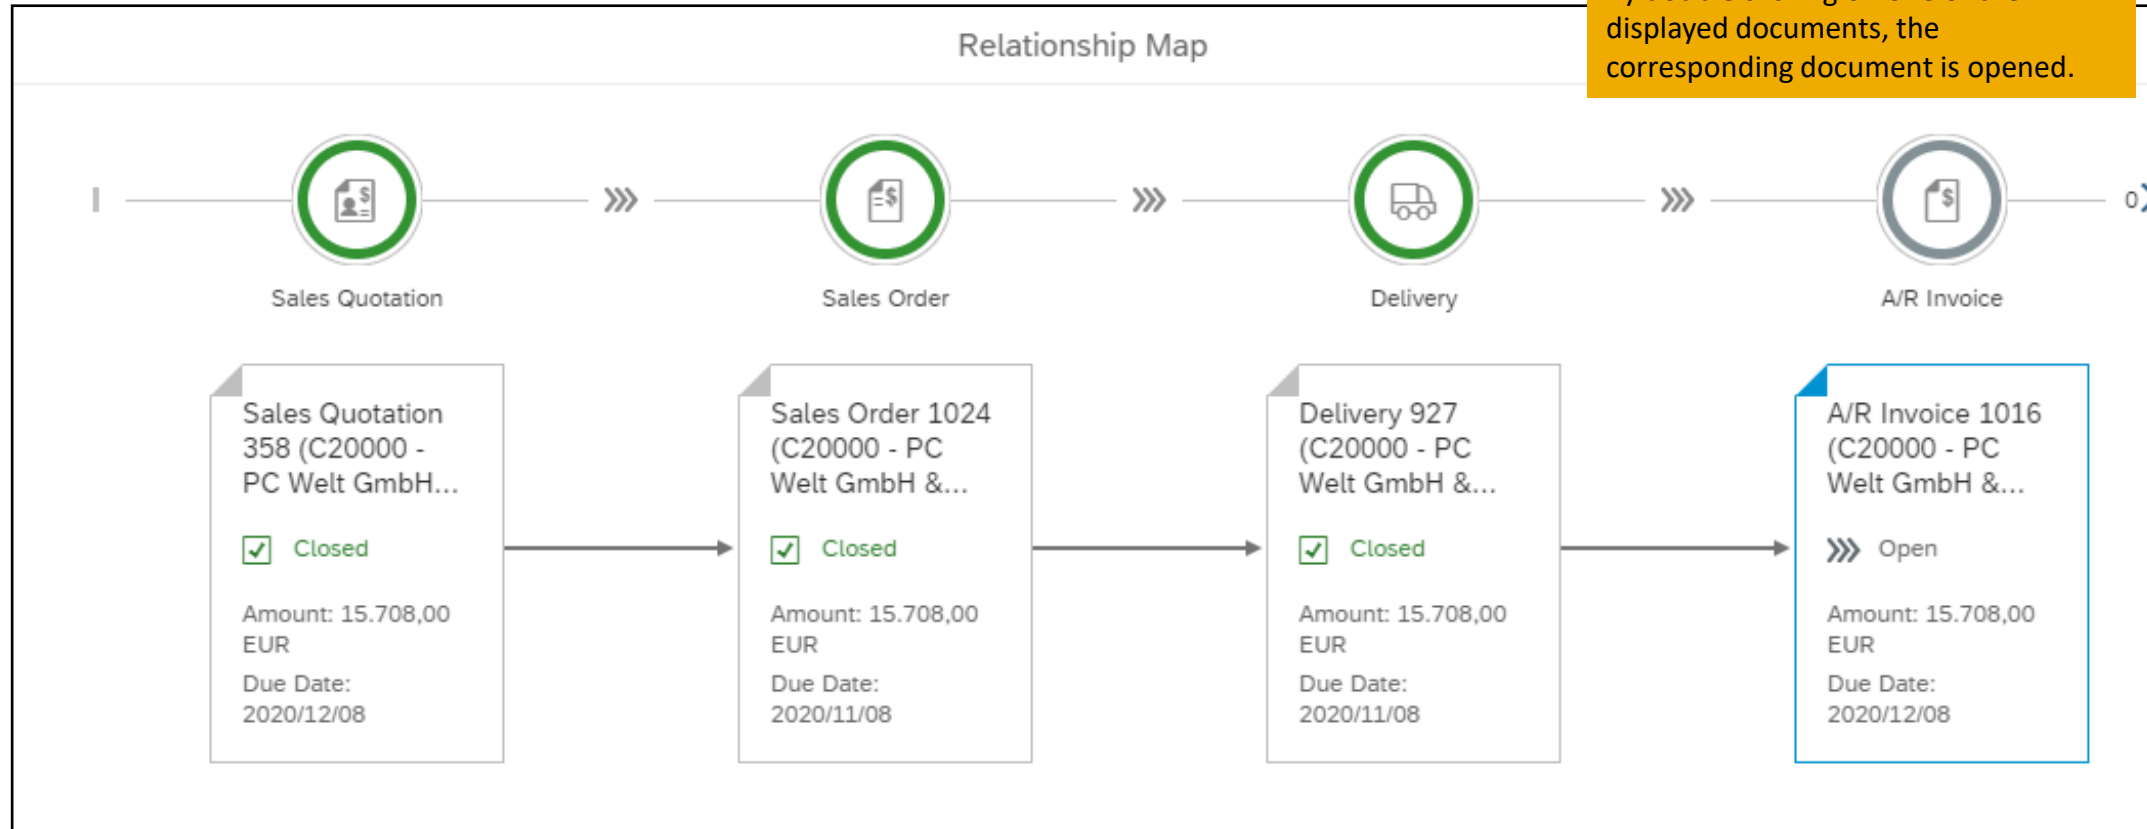 displayed documents, the
corresponding document is opened.
Relationship Map
0
Sales Quotation
Sales Order
Delivery
A/R Invoice
Sales Quotation
358 (C20000 -
PC Welt GmbH...
Closed
Amount: 15.708,00
EUR
Due Date:
2020/12/08
Sales Order 1024
(C20000 - PC
Welt GmbH &...
Closed
Amount: 15.708,00
EUR
Due Date:
2020/11/08
Delivery 927
(C20000 - PC
Welt GmbH &...
Closed
Amount: 15.708,00
EUR
Due Date:
2020/11/08
A/R Invoice 1016
(C20000 - PC
Welt GmbH &...
Open
Amount: 15.708,00
EUR
Due Date:
2020/12/08